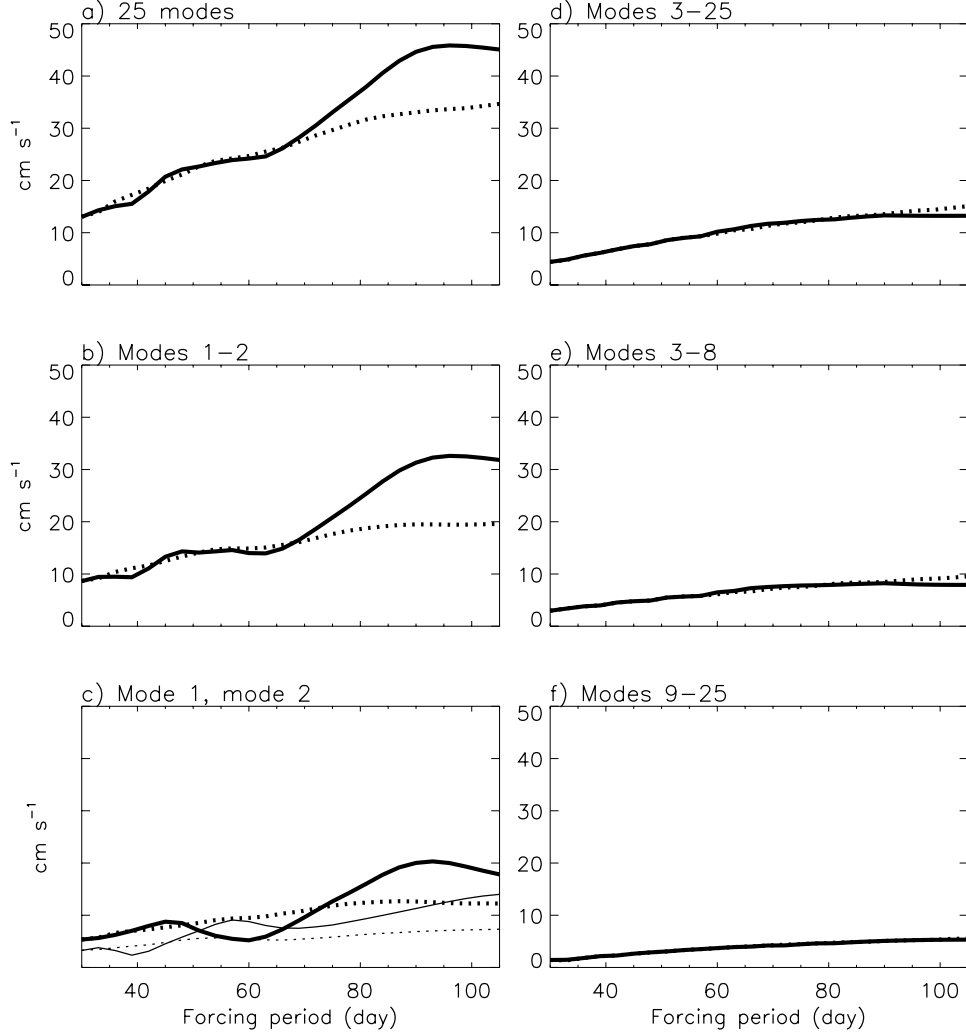 a) 25 modes
50
40
30
20
10
0
cm s⁻¹
d) Modes 3−25
50
40
30
20
10
0
b) Modes 1−2
50
40
30
20
10
0
cm s⁻¹
e) Modes 3−8
50
40
30
20
10
0
c) Mode 1, mode 2
cm s⁻¹
40 60 80 100
Forcing period (day)
f) Modes 9−25
50
40
30
20
10
0
40 60 80 100
Forcing period (day)